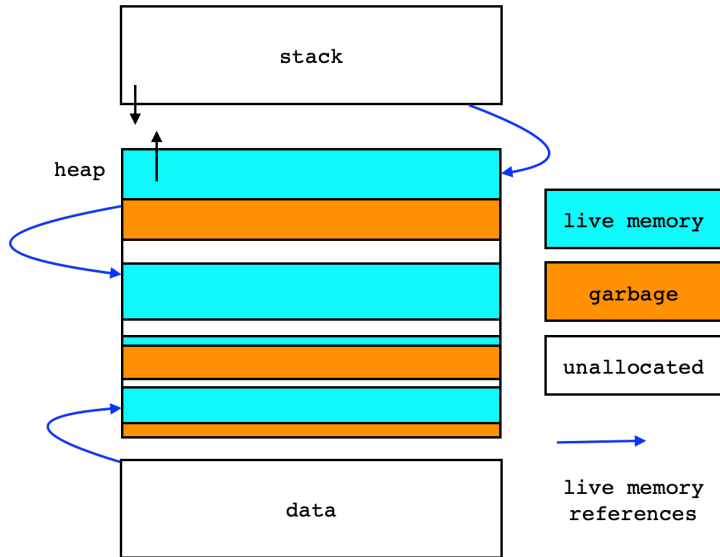 stack
heap
live memory
garbage
unallocated
live memory
references
data